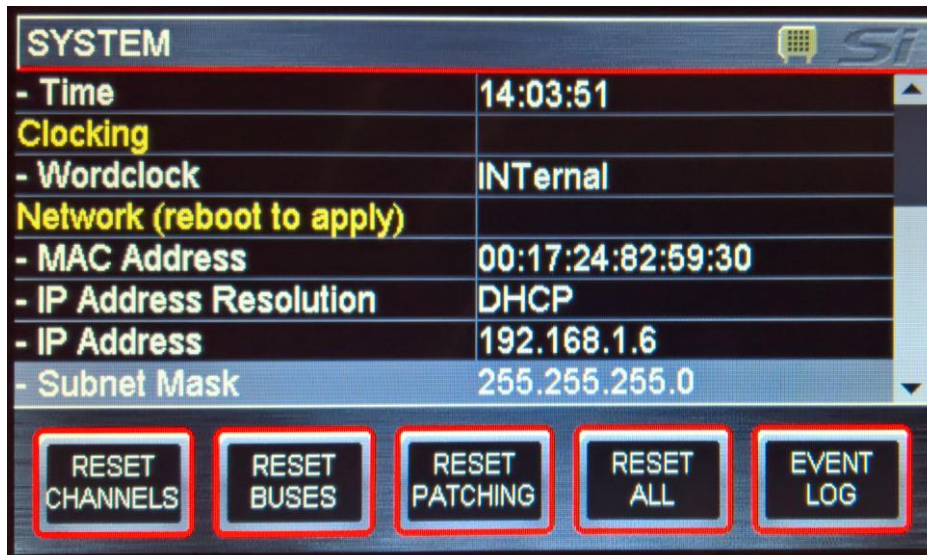 SYSTEM
Si
- Time 14:03:51
Clocking
- Wordclock INTernal
Network (reboot to apply)
- MAC Address 00:17:24:82:59:30
- IP Address Resolution DHCP
- IP Address 192.168.1.6
- Subnet Mask 255.255.255.0
RESET CHANNELS
RESET BUSES
RESET PATCHING
RESET ALL
EVENT LOG